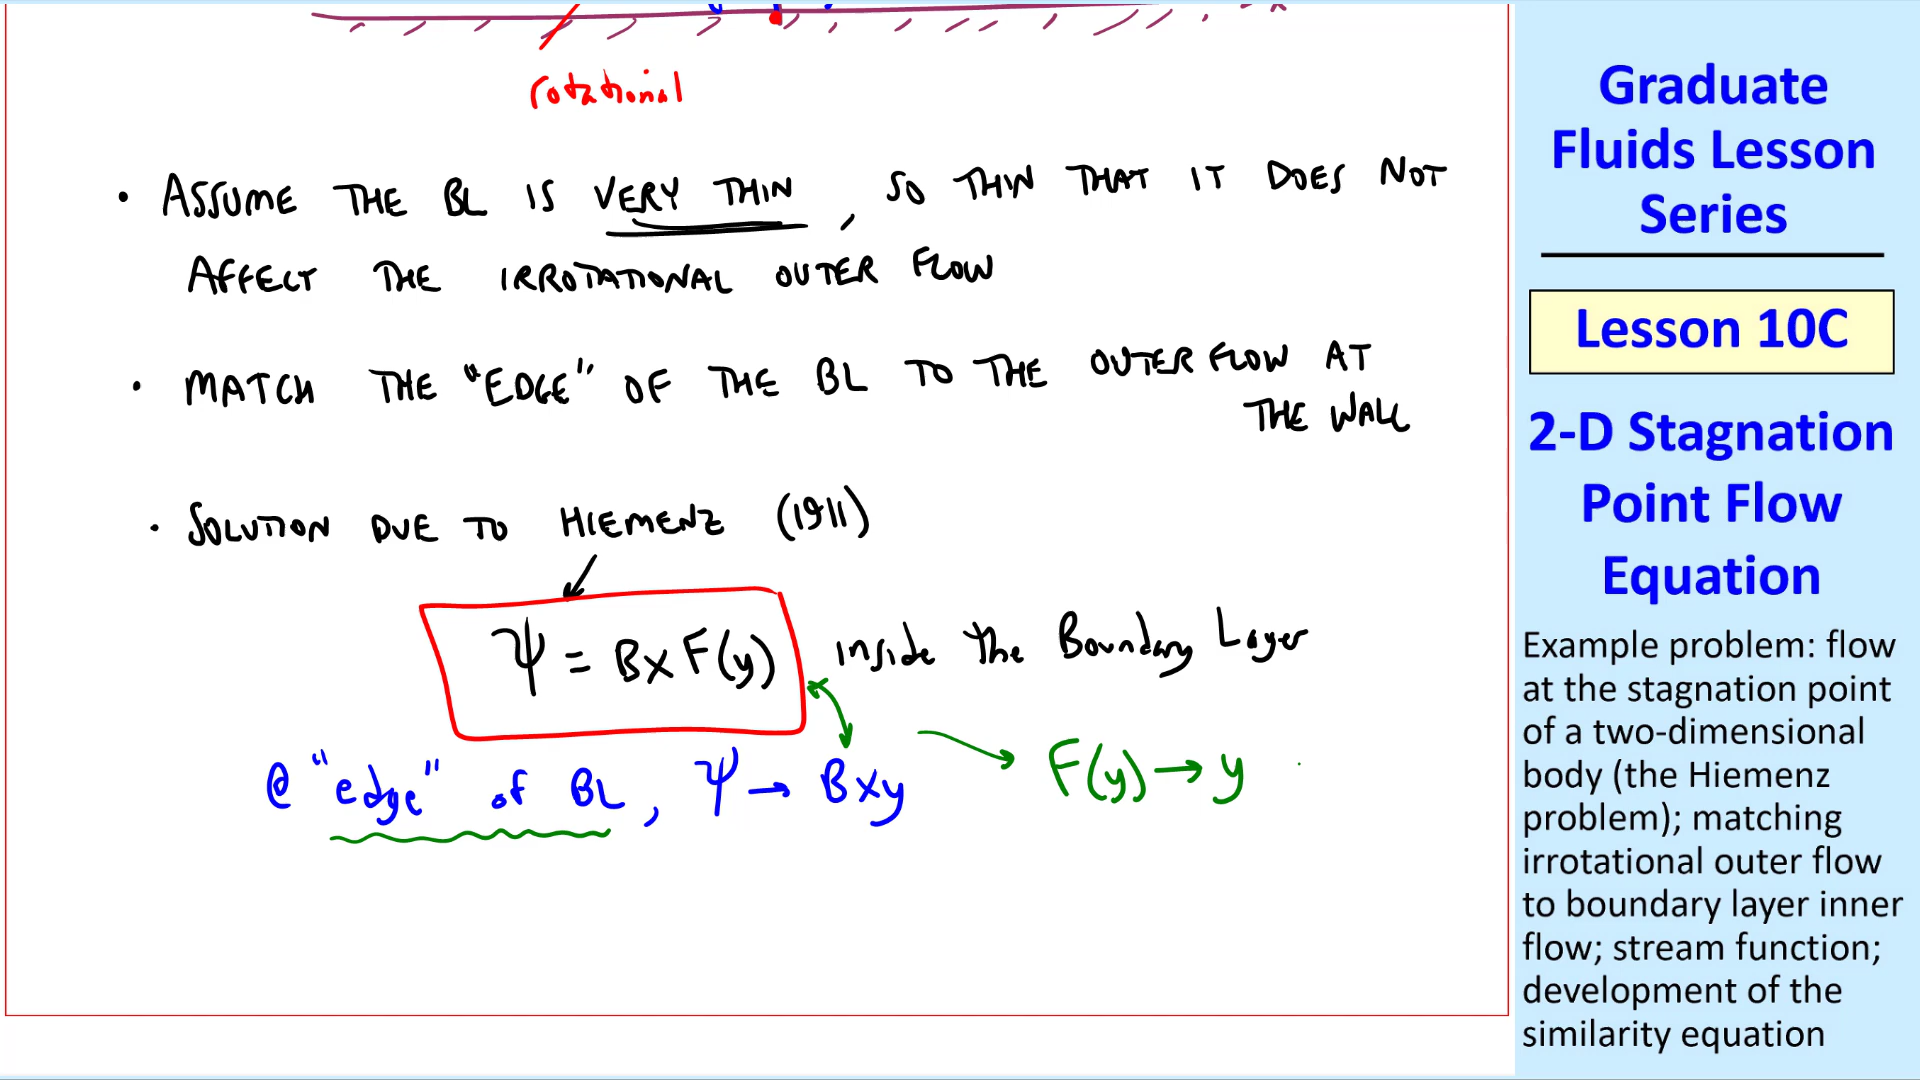 rotational
• ASSUME THE BL IS VERY THIN, SO THIN THAT IT DOES NOT
AFFECT THE IRROTATIONAL OUTER FLOW
• MATCH THE "EDGE" OF THE BL TO THE OUTER FLOW AT
THE WALL
• SOLUTION DUE TO HIEMENZ (1911)
Ψ = BxF(y) inside the Boundary Layer
@ "edge" of BL, Ψ → Bxy → F(y) → y
Graduate
Fluids Lesson
Series
Lesson 10C
2-D Stagnation
Point Flow
Equation
Example problem: flow
at the stagnation point
of a two-dimensional
body (the Hiemenz
problem); matching
irrotational outer flow
to boundary layer inner
flow; stream function;
development of the
similarity equation